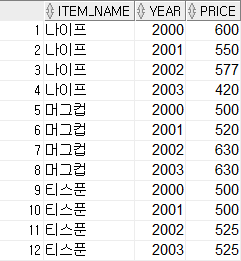 ITEM_NAME YEAR PRICE
1 나이프 2000 600
2 나이프 2001 550
3 나이프 2002 577
4 나이프 2003 420
5 머그컵 2000 500
6 머그컵 2001 520
7 머그컵 2002 630
8 머그컵 2003 630
9 티스푼 2000 500
10 티스푼 2001 500
11 티스푼 2002 525
12 티스푼 2003 525